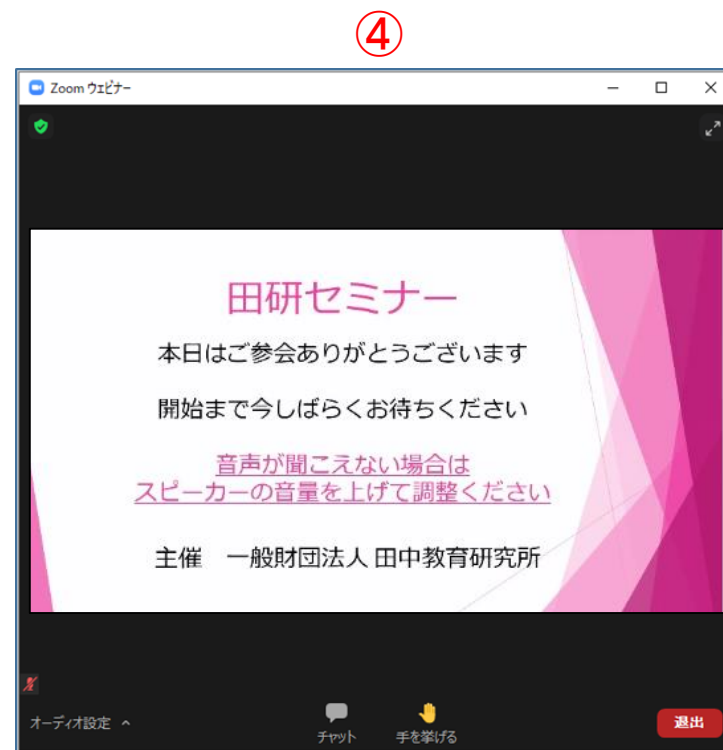 ④
Zoom ウェビナー
田研セミナー
本日はご参会ありがとうございます
開始まで今しばらくお待ちください
音声が聞こえない場合は
スピーカーの音量を上げて調整ください
主催　一般財団法人 田中教育研究所
オーディオ設定
チャット
手を挙げる
退出